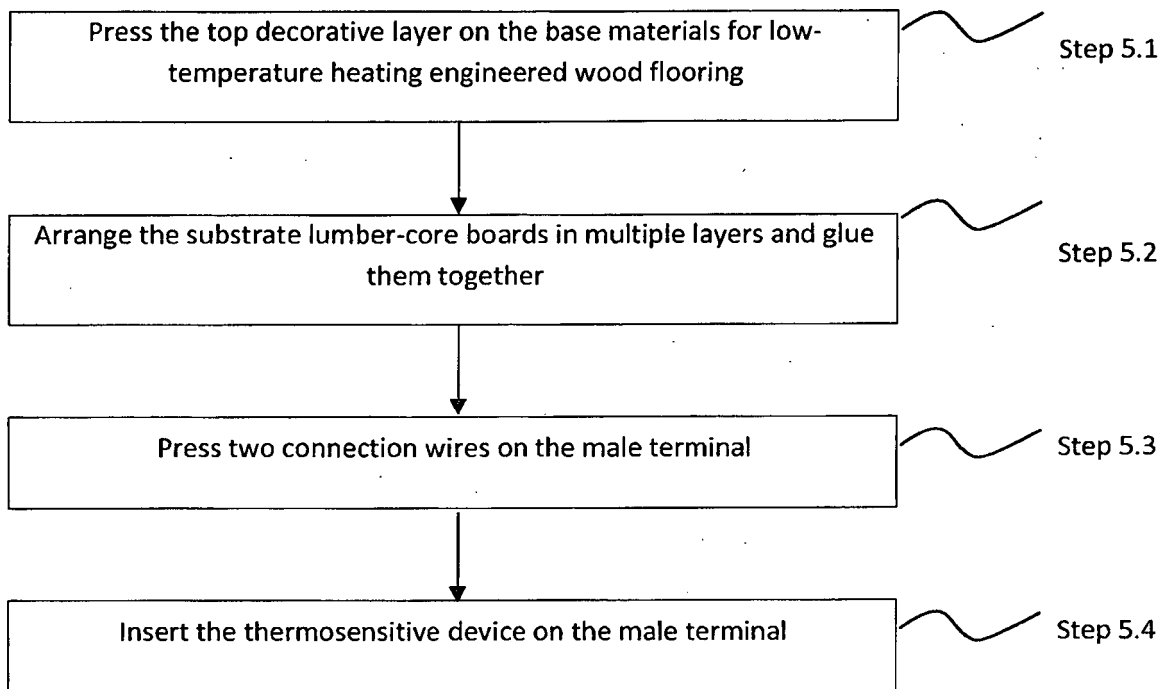 Press the top decorative layer on the base materials for low-
temperature heating engineered wood flooring
Step 5.1
Arrange the substrate lumber-core boards in multiple layers and glue
them together
Step 5.2
Press two connection wires on the male terminal
Step 5.3
Insert the thermosensitive device on the male terminal
Step 5.4